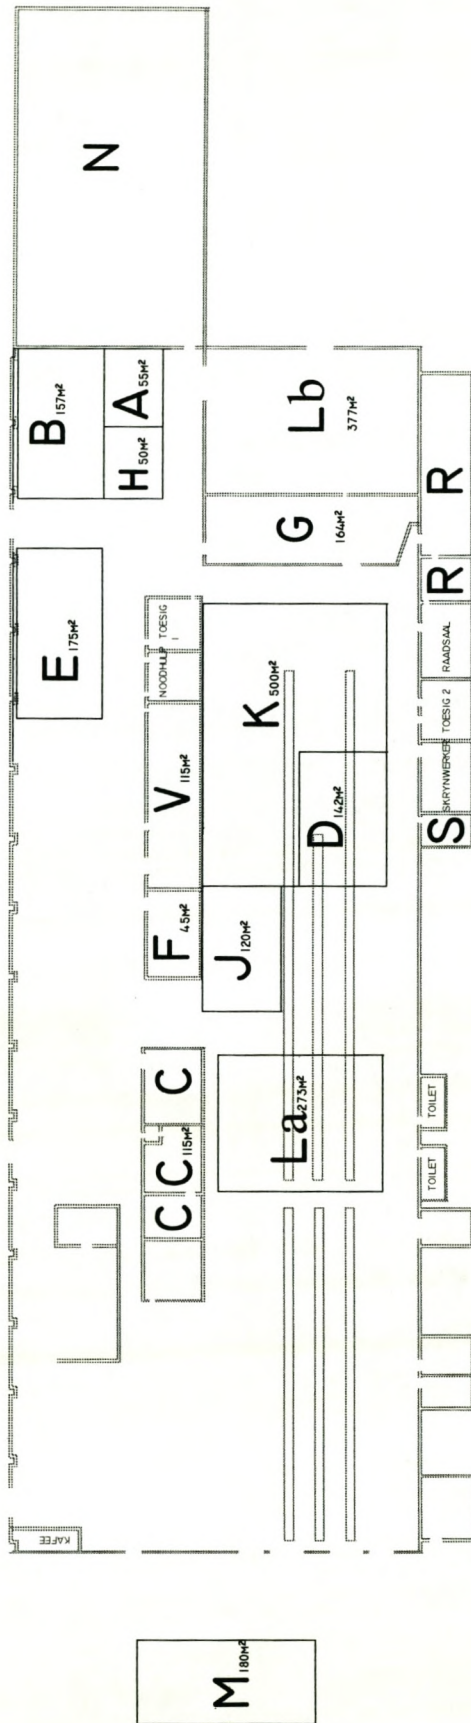 N
B 157M²
A 55M²
H 50M²
Lb
377M²
G
164M²
R
R
E 175M²
NOODHULP
TOESIG
1
K 500M²
RAADSAAL
TOESIG 2
SKRYNWERKER
S
V 115M²
D 142M²
F 45M²
J 120M²
C
C 115M²
C
La 273M²
TOILET
TOILET
KAFEE
M 180M²